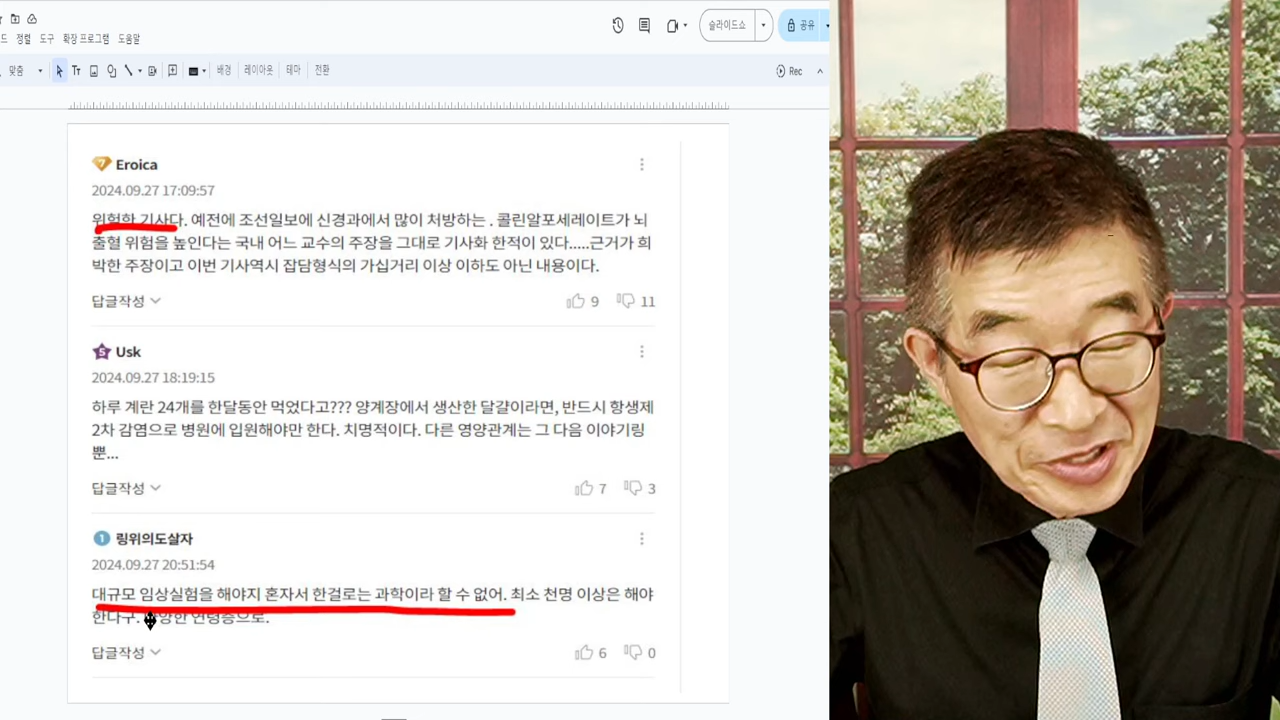 정렬 도구 확장 프로그램 도움말
슬라이드쇼
공유
맞춤
Tт
배경 레이아웃 테마 전환
Rec
7 Eroica
2024.09.27 17:09:57
위험한 기사다. 예전에 조선일보에 신경과에서 많이 처방하는 . 콜린알포세레이트가 뇌
출혈 위험을 높인다는 국내 어느 교수의 주장을 그대로 기사화 한적이 있다.....근거가 희
박한 주장이고 이번 기사역시 잡담형식의 가십거리 이상 이하도 아닌 내용이다.
답글작성
9 11
5 Usk
2024.09.27 18:19:15
하루 계란 24개를 한달동안 먹었다고??? 양계장에서 생산한 달걀이라면, 반드시 항생제
2차 감염으로 병원에 입원해야만 한다. 치명적이다. 다른 영양관계는 그 다음 이야기링
뿐...
답글작성
7 3
1 링위의도살자
2024.09.27 20:51:54
대규모 임상실험을 해야지 혼자서 한걸로는 과학이라 할 수 없어. 최소 천명 이상은 해야
한다구. 연령층으로.
답글작성
6 0